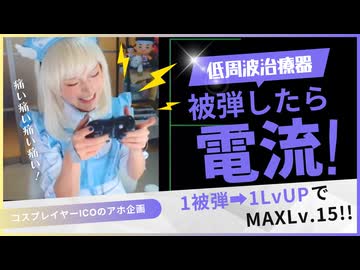 低周波治療器
被弾したら
電流!
痛い痛い痛い痛い!
1被弾➡1LvUPで
MAXLv.15!!
コスプレイヤーICOのアホ企画